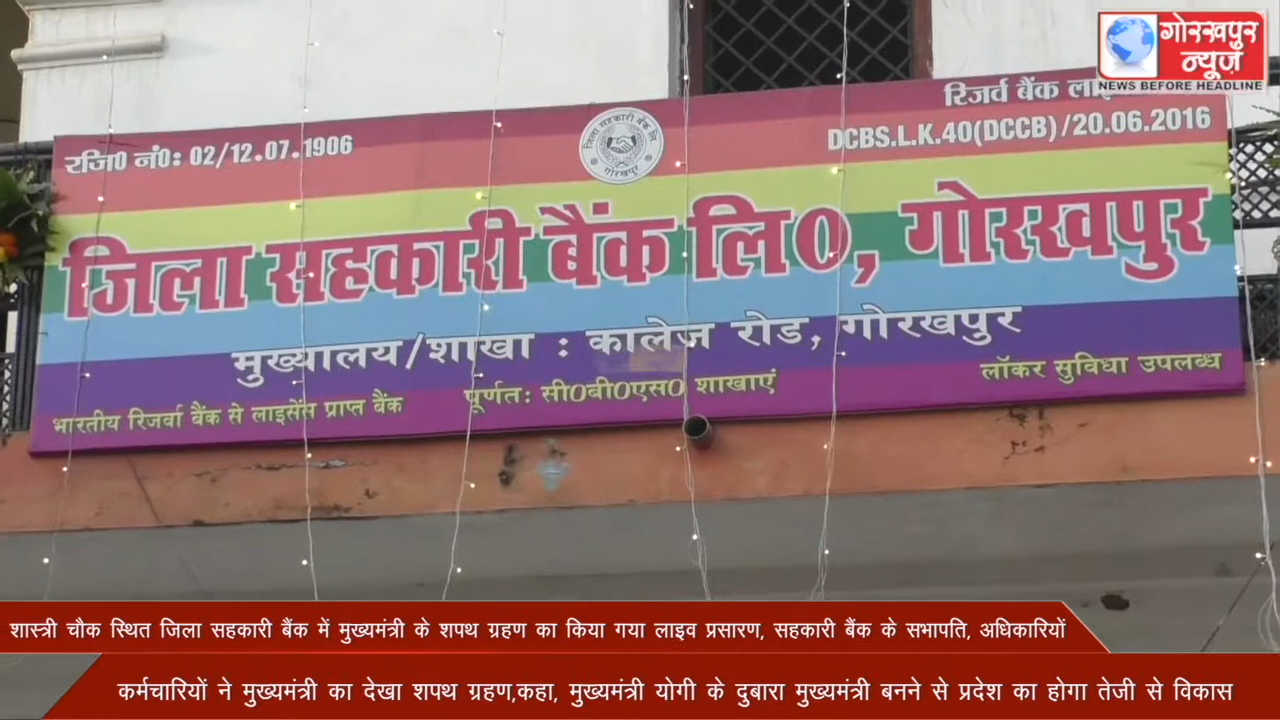 गोरखपुर
न्यूज़
NEWS BEFORE HEADLINE
रिजर्व बैंक
रजि0 नं0: 02/12.07.1906
DCBS.L.K.40(DCCB)/20.06.2016
जिला सहकारी बैंक लि
गोरखपुर
जिला सहकारी बैंक लि0, गोरखपुर
मुख्यालय/शाखा : कालेज रोड, गोरखपुर
भारतीय रिजर्वा बैंक से लाइसेंस प्राप्त बैंक
पूर्णतः सी0बी0एस0 शाखाएं
लॉकर सुविधा उपलब्ध
शास्त्री चौक स्थित जिला सहकारी बैंक में मुख्यमंत्री के शपथ ग्रहण का किया गया लाइव प्रसारण, सहकारी बैंक के सभापति, अधिकारियों
कर्मचारियों ने मुख्यमंत्री का देखा शपथ ग्रहण,कहा, मुख्यमंत्री योगी के दुबारा मुख्यमंत्री बनने से प्रदेश का होगा तेजी से विकास